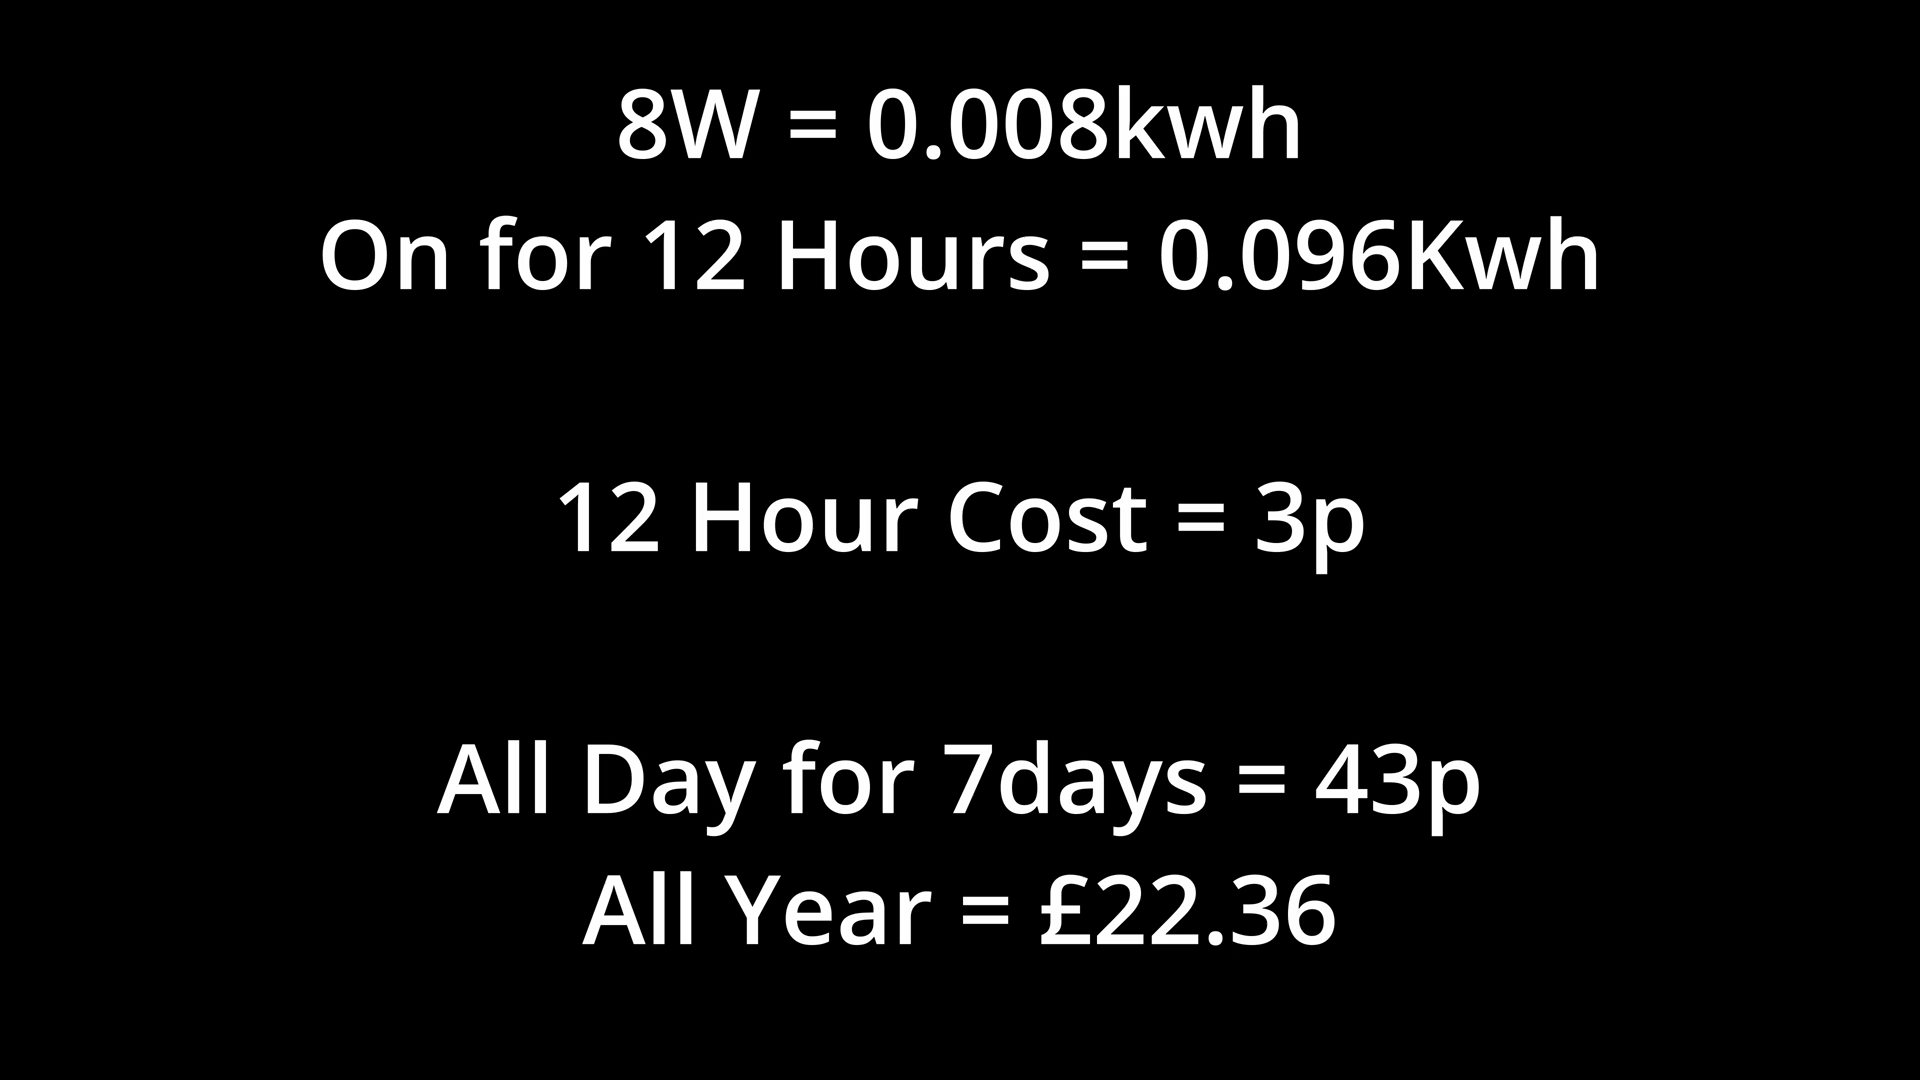 8W = 0.008kwh
On for 12 Hours = 0.096Kwh
12 Hour Cost = 3p
All Day for 7days = 43p
All Year = £22.36